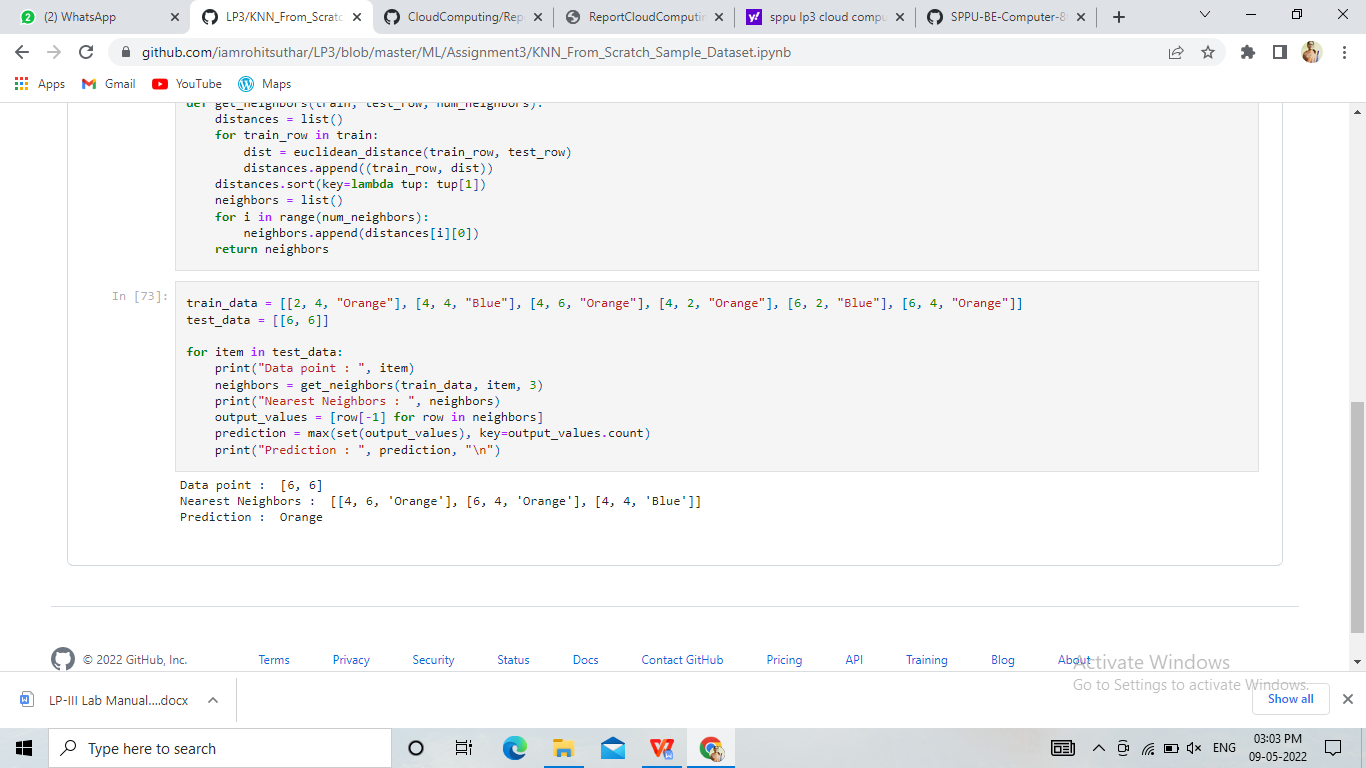 (2) WhatsApp
LP3/KNN_From_Scratc
CloudComputing/Rep
ReportCloudComputin
sppu lp3 cloud compu
SPPU-BE-Computer-8
github.com/iamrohitsuthar/LP3/blob/master/ML/Assignment3/KNN_From_Scratch_Sample_Dataset.ipynb
Apps
Gmail
YouTube
Maps
def get_neighbors(train, test_row, num_neighbors):
    distances = list()
    for train_row in train:
        dist = euclidean_distance(train_row, test_row)
        distances.append((train_row, dist))
    distances.sort(key=lambda tup: tup[1])
    neighbors = list()
    for i in range(num_neighbors):
        neighbors.append(distances[i][0])
    return neighbors
In [73]:
train_data = [[2, 4, "Orange"], [4, 4, "Blue"], [4, 6, "Orange"], [4, 2, "Orange"], [6, 2, "Blue"], [6, 4, "Orange"]]
test_data = [[6, 6]]
for item in test_data:
    print("Data point : ", item)
    neighbors = get_neighbors(train_data, item, 3)
    print("Nearest Neighbors : ", neighbors)
    output_values = [row[-1] for row in neighbors]
    prediction = max(set(output_values), key=output_values.count)
    print("Prediction : ", prediction, "\n")
Data point :  [6, 6]
Nearest Neighbors :  [[4, 6, 'Orange'], [6, 4, 'Orange'], [4, 4, 'Blue']]
Prediction :  Orange
© 2022 GitHub, Inc.
Terms
Privacy
Security
Status
Docs
Contact GitHub
Pricing
API
Training
Blog
About
Activate Windows
Go to Settings to activate Windows.
LP-III Lab Manual....docx
Show all
Type here to search
ENG
03:03 PM
09-05-2022